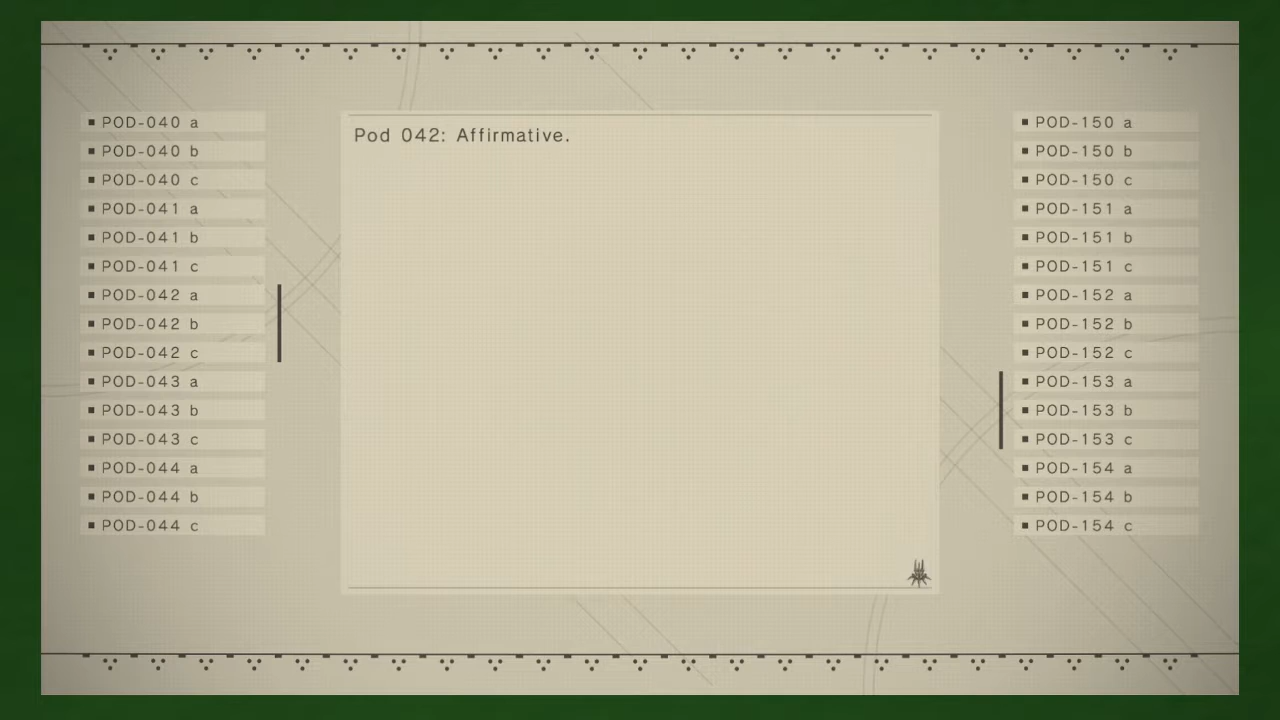 POD-040 a
POD-040 b
POD-040 c
POD-041 a
POD-041 b
POD-041 c
POD-042 a
POD-042 b
POD-042 c
POD-043 a
POD-043 b
POD-043 c
POD-044 a
POD-044 b
POD-044 c
Pod 042: Affirmative.
POD-150 a
POD-150 b
POD-150 c
POD-151 a
POD-151 b
POD-151 c
POD-152 a
POD-152 b
POD-152 c
POD-153 a
POD-153 b
POD-153 c
POD-154 a
POD-154 b
POD-154 c